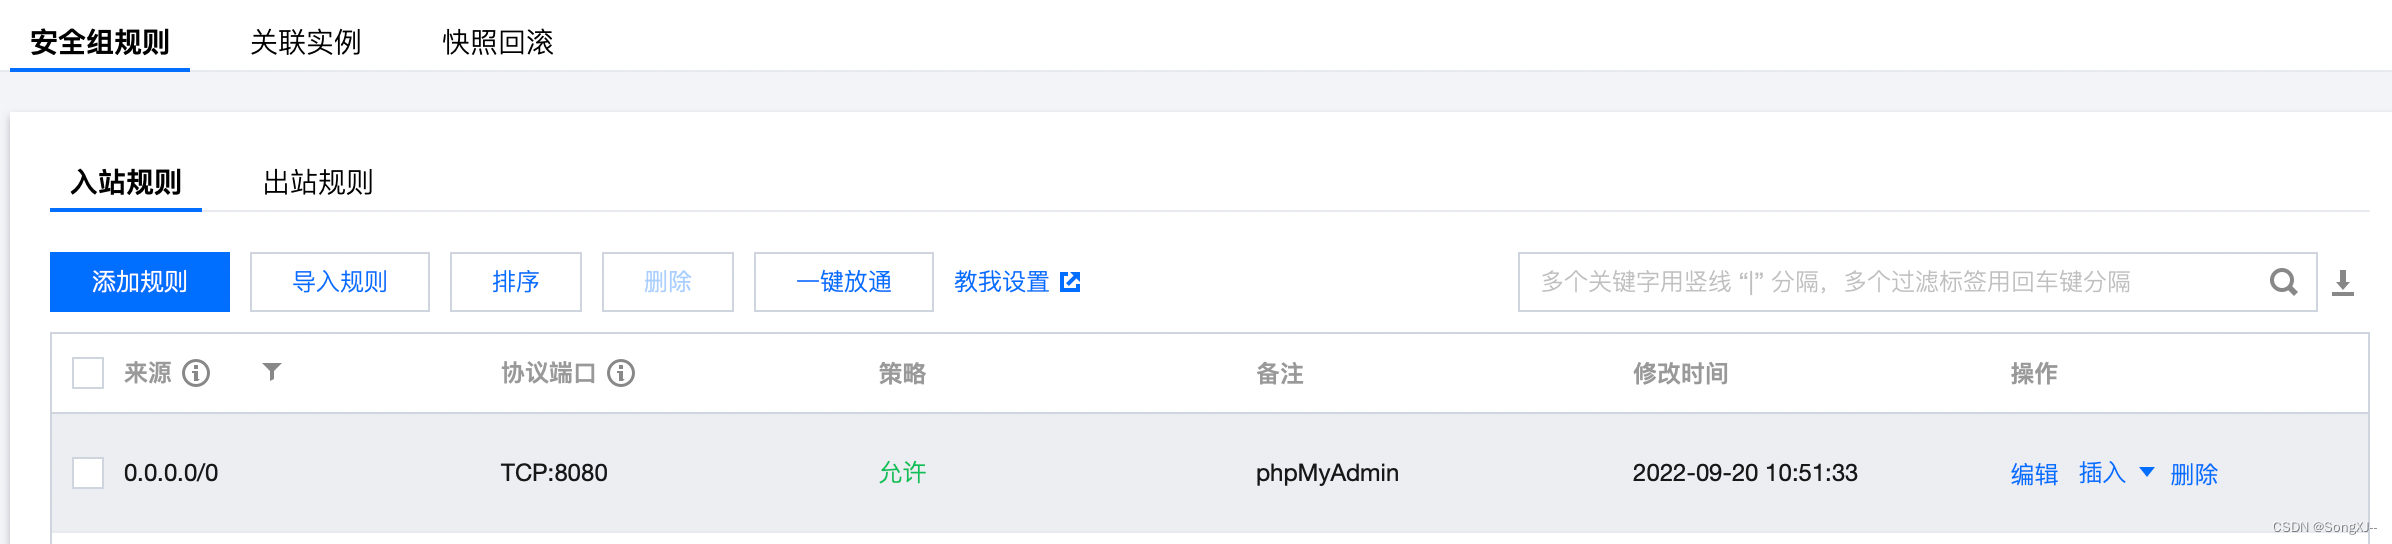 安全组规则 关联实例 快照回滚
入站规则 出站规则
添加规则 导入规则 排序 删除 一键放通 教我设置 多个关键字用竖线 “|” 分隔，多个过滤标签用回车键分隔
来源 协议端口 策略 备注 修改时间 操作
0.0.0.0/0 TCP:8080 允许 phpMyAdmin 2022-09-20 10:51:33 编辑 插入 删除
CSDN @SongXJ--